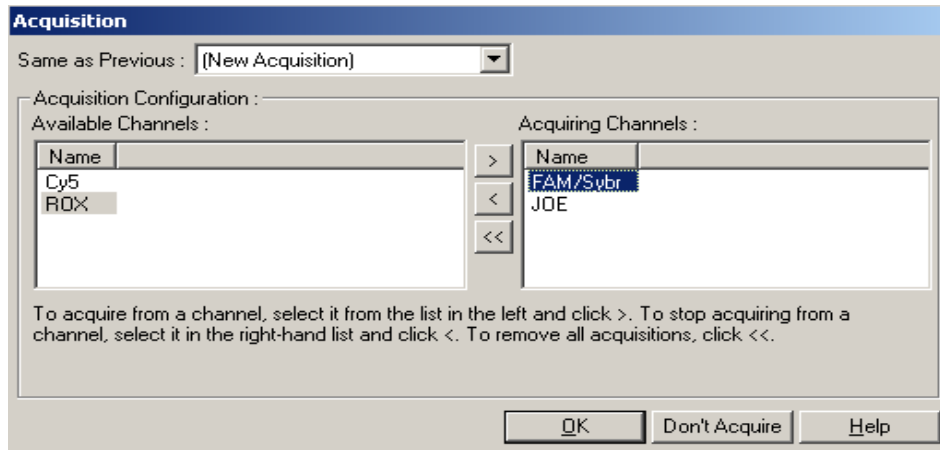 Acquisition
Same as Previous : (New Acquisition)
Acquisition Configuration :
Available Channels :
Name
Cy5
ROX
>
<
<<
Acquiring Channels :
Name
FAM/Sybr
JOE
To acquire from a channel, select it from the list in the left and click >. To stop acquiring from a
channel, select it in the right-hand list and click <. To remove all acquisitions, click <<.
OK
Don't Acquire
Help